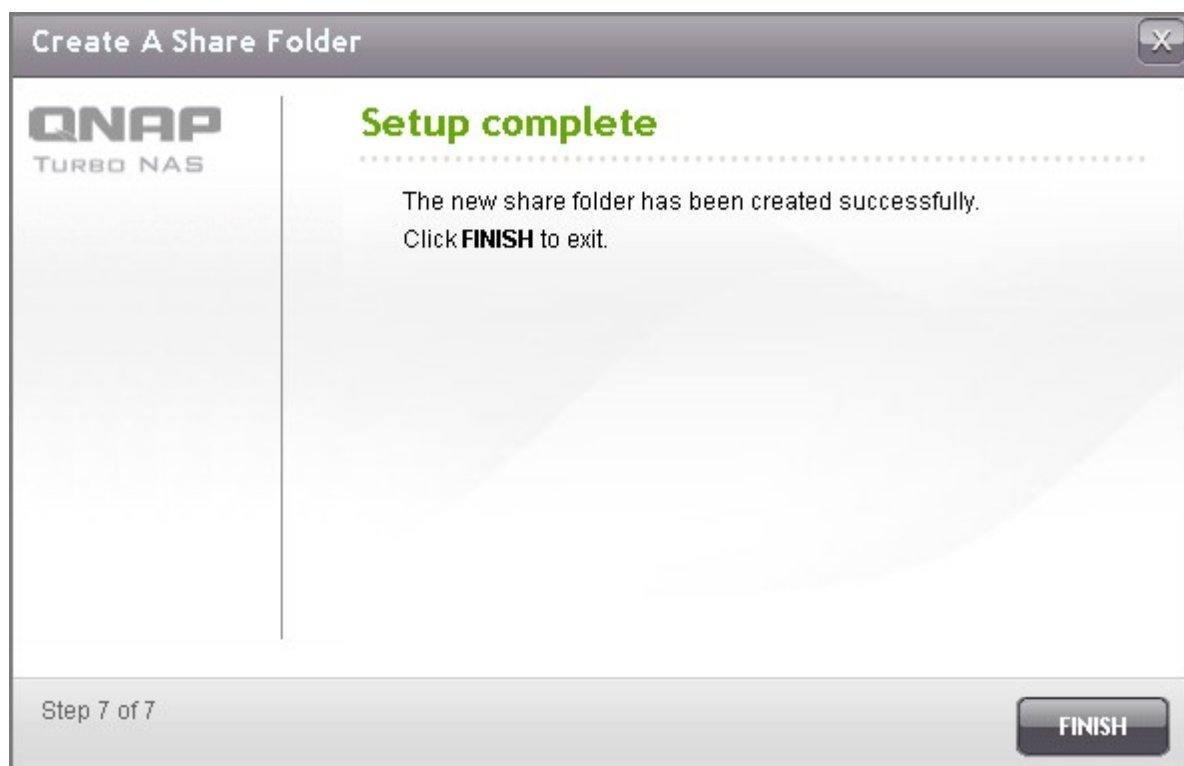 Create A Share Folder
X
QNAP
TURBO NAS
Setup complete
The new share folder has been created successfully.
Click FINISH to exit.
Step 7 of 7
FINISH